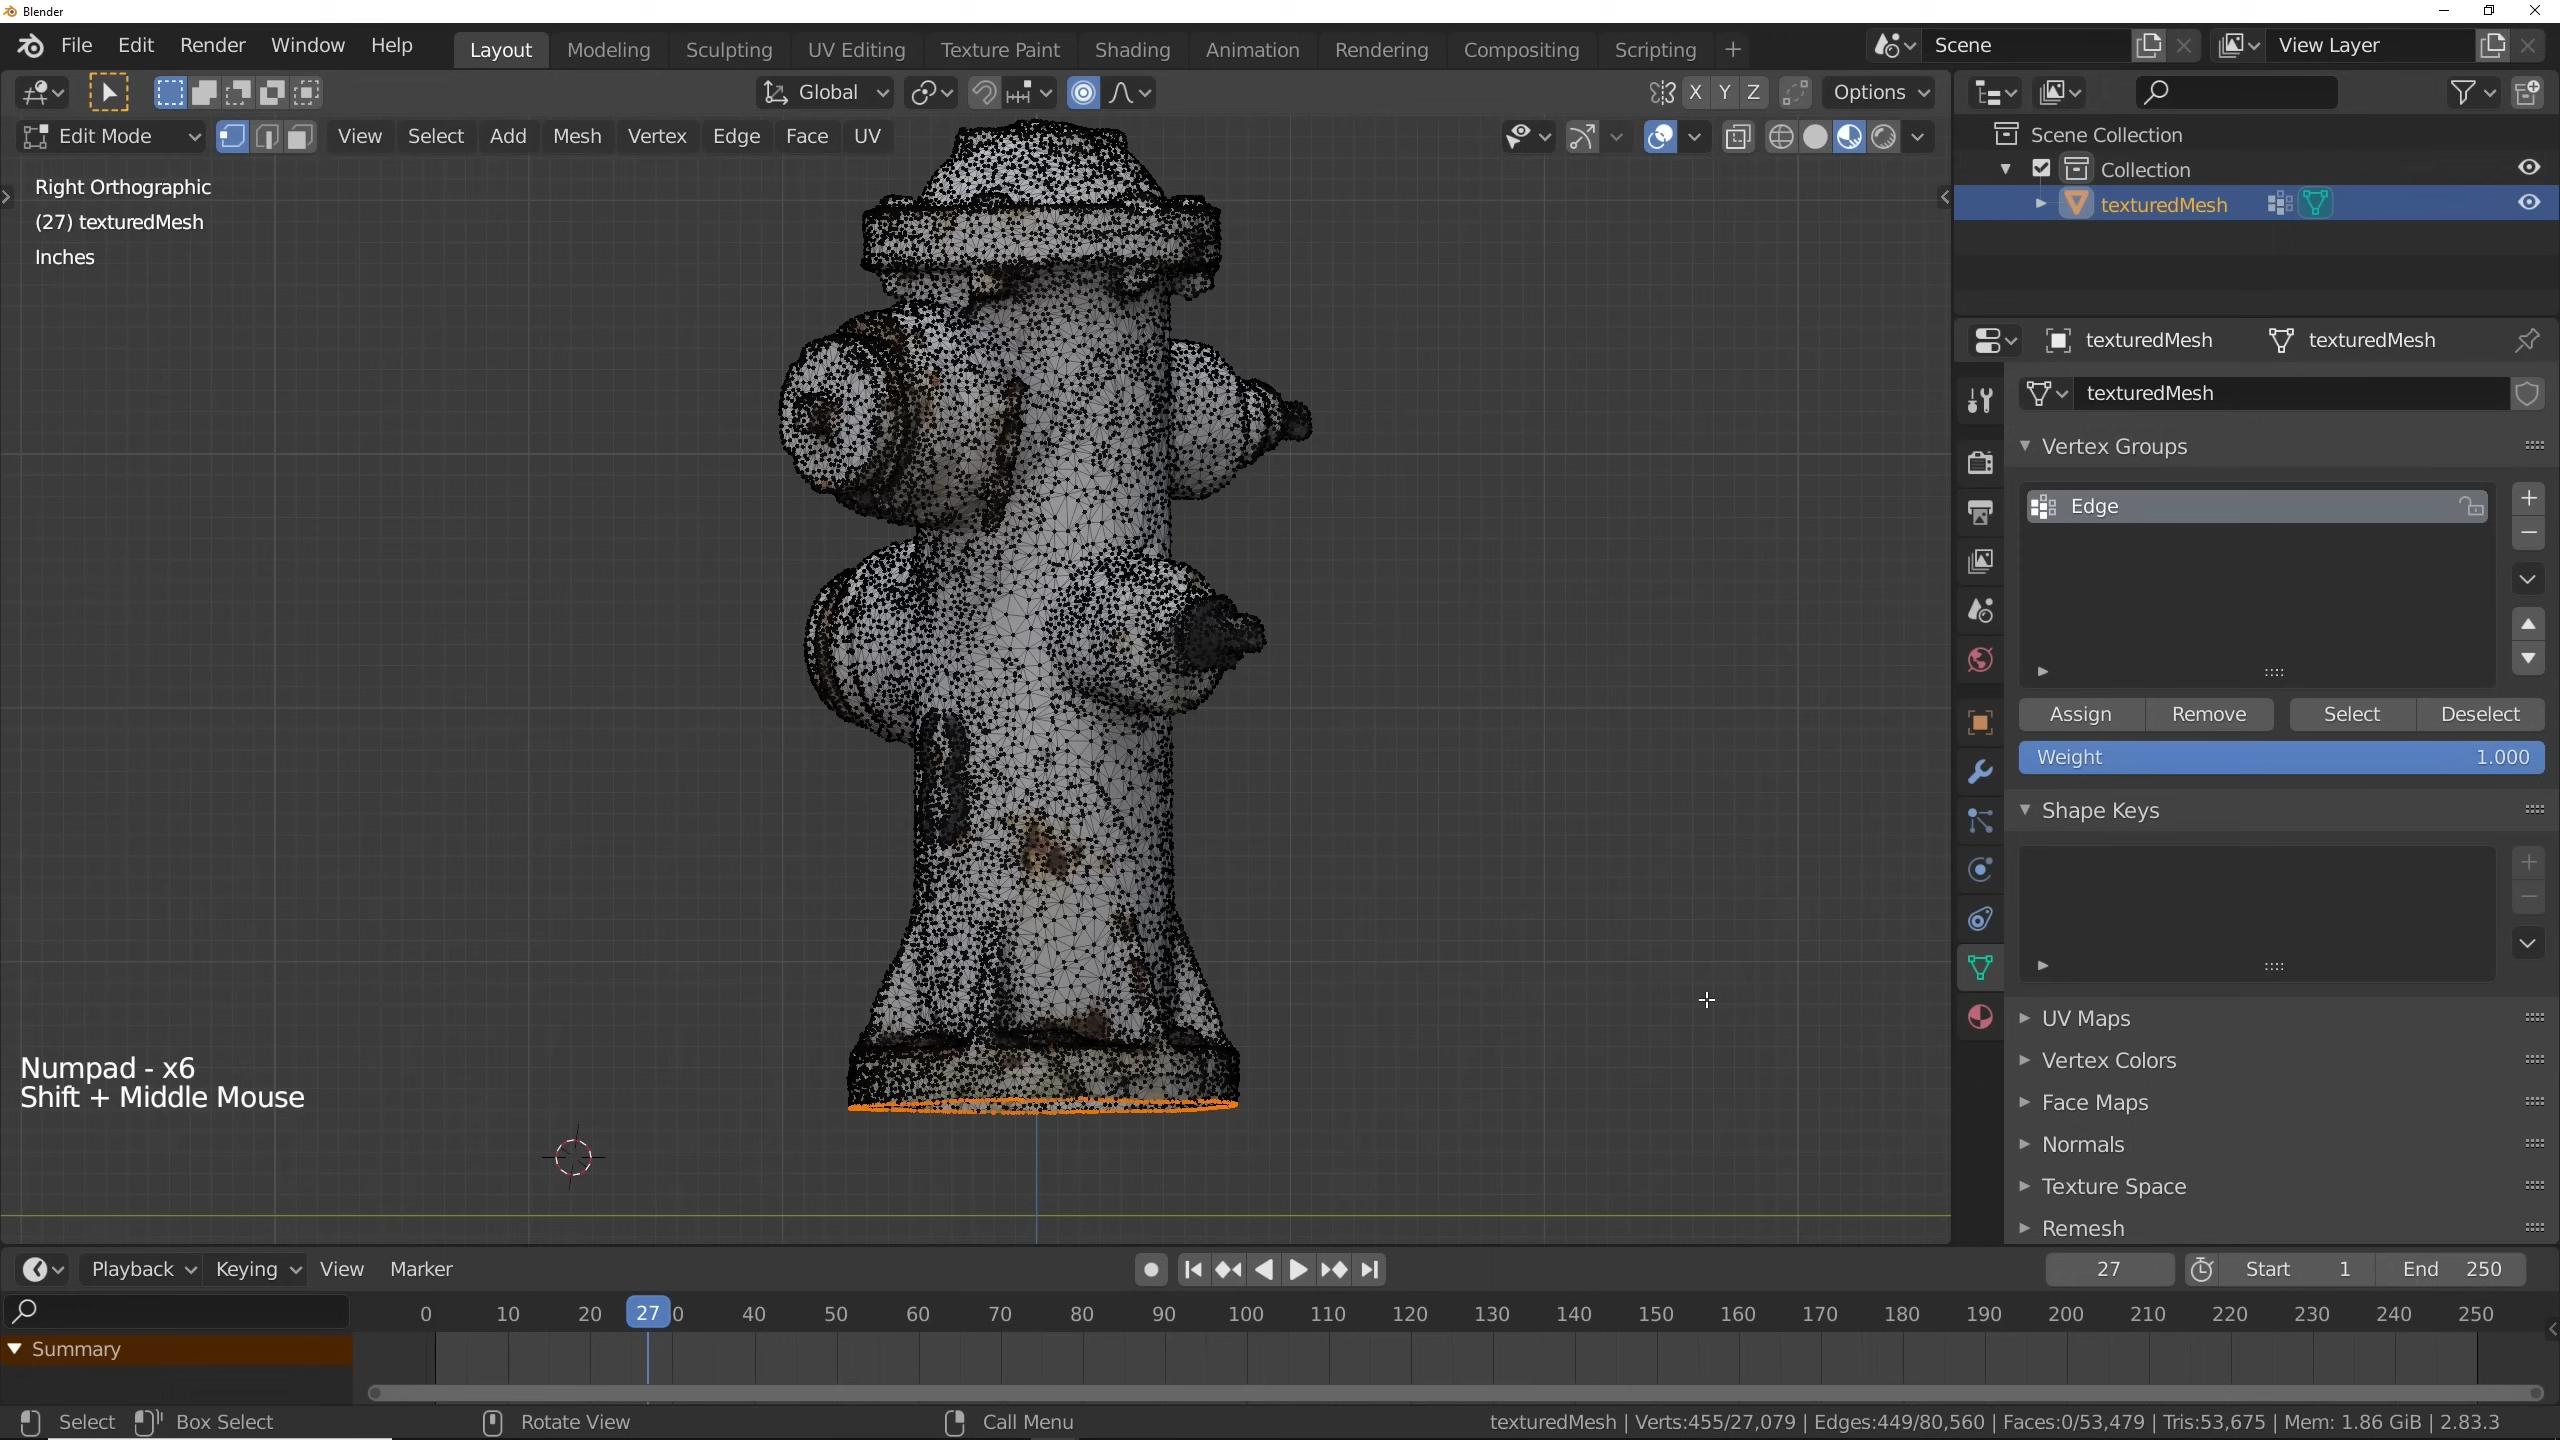 Blender
File Edit Render Window Help Layout Modeling Sculpting UV Editing Texture Paint Shading Animation Rendering Compositing Scripting + Scene View Layer
Global X Y Z Options
Edit Mode View Select Add Mesh Vertex Edge Face UV
Scene Collection
Collection
texturedMesh
Right Orthographic
(27) texturedMesh
Inches
texturedMesh texturedMesh
texturedMesh
Vertex Groups
Edge
Assign Remove Select Deselect
Weight 1.000
Shape Keys
UV Maps
Vertex Colors
Face Maps
Normals
Texture Space
Remesh
Numpad - x6
Shift + Middle Mouse
Playback Keying View Marker 27 Start 1 End 250
0 10 20 27 0 40 50 60 70 80 90 100 110 120 130 140 150 160 170 180 190 200 210 220 230 240 250
Summary
Select Box Select Rotate View Call Menu texturedMesh | Verts:455/27,079 | Edges:449/80,560 | Faces:0/53,479 | Tris:53,675 | Mem: 1.86 GiB | 2.83.3